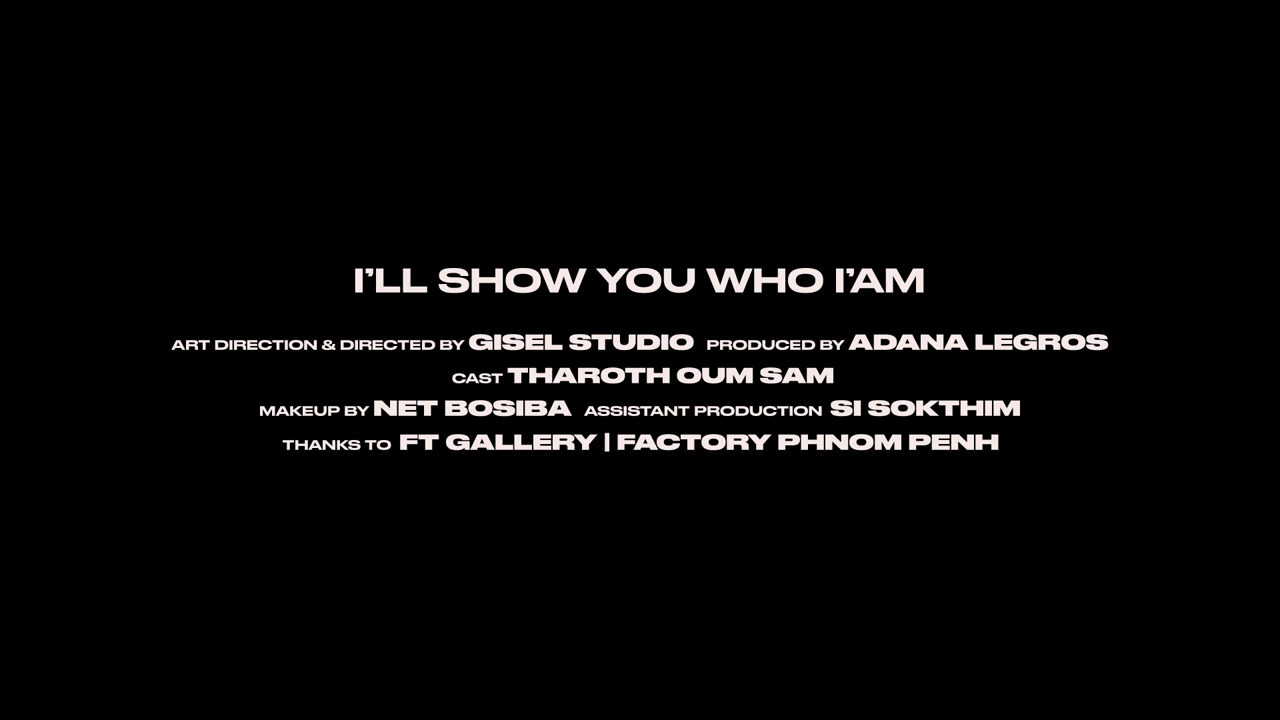 I’LL SHOW YOU WHO I’AM
ART DIRECTION & DIRECTED BY GISEL STUDIO PRODUCED BY ADANA LEGROS
CAST THAROTH OUM SAM
MAKEUP BY NET BOSIBA ASSISTANT PRODUCTION SI SOKTHIM
THANKS TO FT GALLERY | FACTORY PHNOM PENH